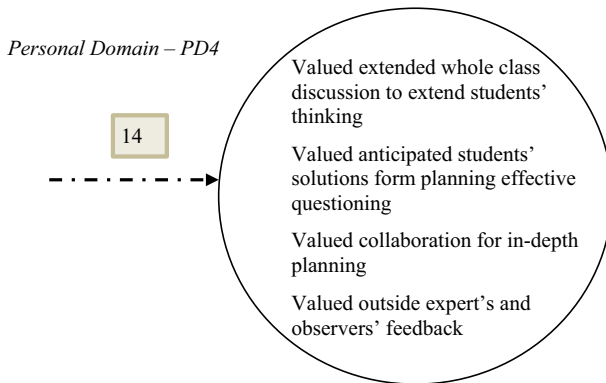 Personal Domain – PD4
14
Valued extended whole class
discussion to extend students'
thinking
Valued anticipated students'
solutions form planning effective
questioning
Valued collaboration for in-depth
planning
Valued outside expert's and
observers' feedback